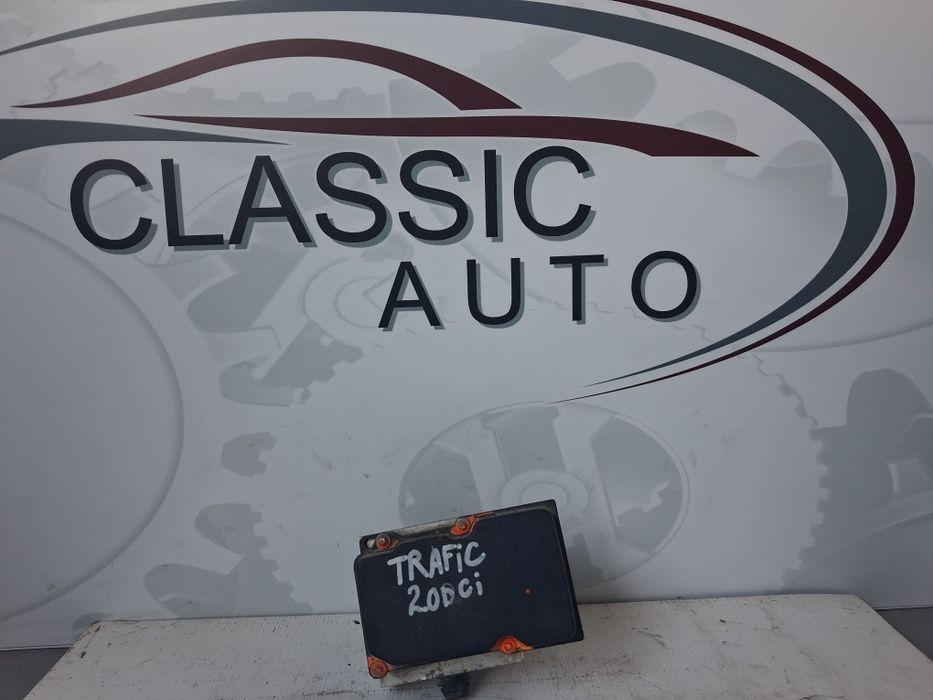 CLASSIC
AUTO
TRAFiC
2.0DCi